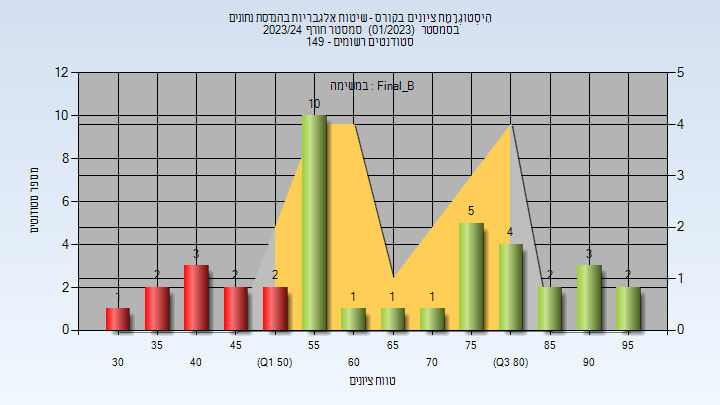 היסטוגרמת ציונים בקורס - שיטות אלגבריות בהנדסת נתונים
בסמסטר (01/2023) סמסטר חורף 2023/24
סטודנטים רשומים - 149
במשימה : Final_B
12 10 8 6 4 2 0
5 4 3 2 1 0
מספר סטודנטים
1 2 3 2 2 10 1 1 1 5 4 2 3 2
35 45 55 65 75 85 95
30 40 (Q1 50) 60 70 (Q3 80) 90
טווח ציונים